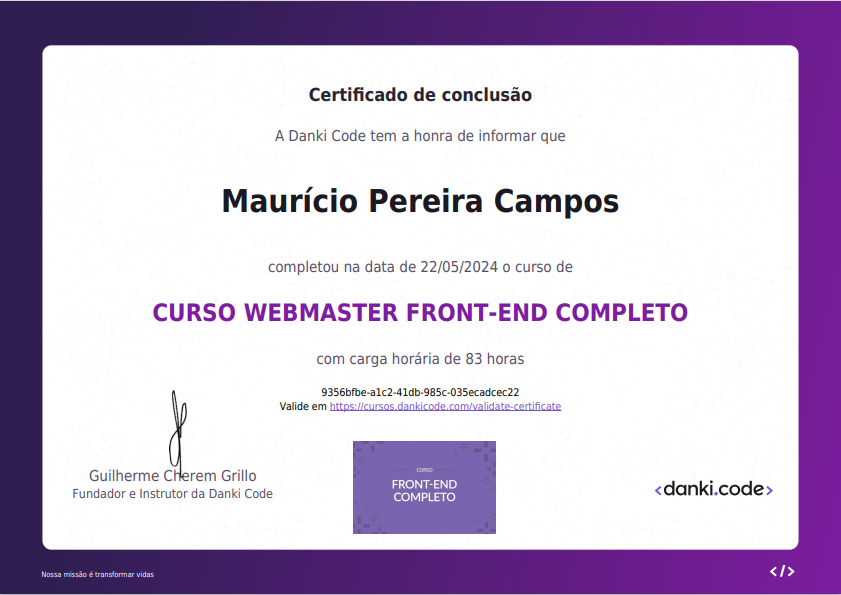 Certificado de conclusão
A Danki Code tem a honra de informar que
Maurício Pereira Campos
completou na data de 22/05/2024 o curso de
CURSO WEBMASTER FRONT-END COMPLETO
com carga horária de 83 horas
9356bfbe-a1c2-41db-985c-035ecadcec22
Valide em https://cursos.dankicode.com/validate-certificate
Guilherme Cherem Grillo
Fundador e Instrutor da Danki Code
CURSO
FRONT-END
COMPLETO
<danki.code>
Nossa missão é transformar vidas
</>